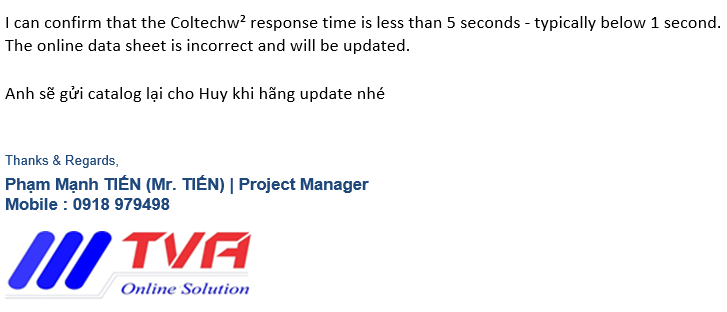 I can confirm that the Coltechw² response time is less than 5 seconds - typically below 1 second.
The online data sheet is incorrect and will be updated.
Anh sẽ gửi catalog lại cho Huy khi hãng update nhé
Thanks & Regards,
Phạm Mạnh TIẾN (Mr. TIẾN) | Project Manager
Mobile : 0918 979498
TVA
Online Solution